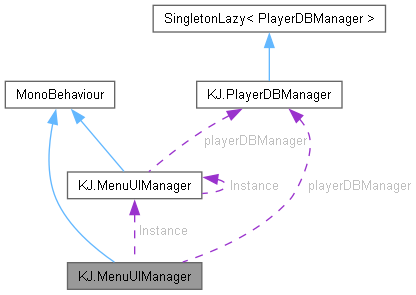 SingletonLazy< PlayerDBManager >
MonoBehaviour
KJ.PlayerDBManager
playerDBManager
KJ.MenuUIManager
Instance
playerDBManager
Instance
KJ.MenuUIManager